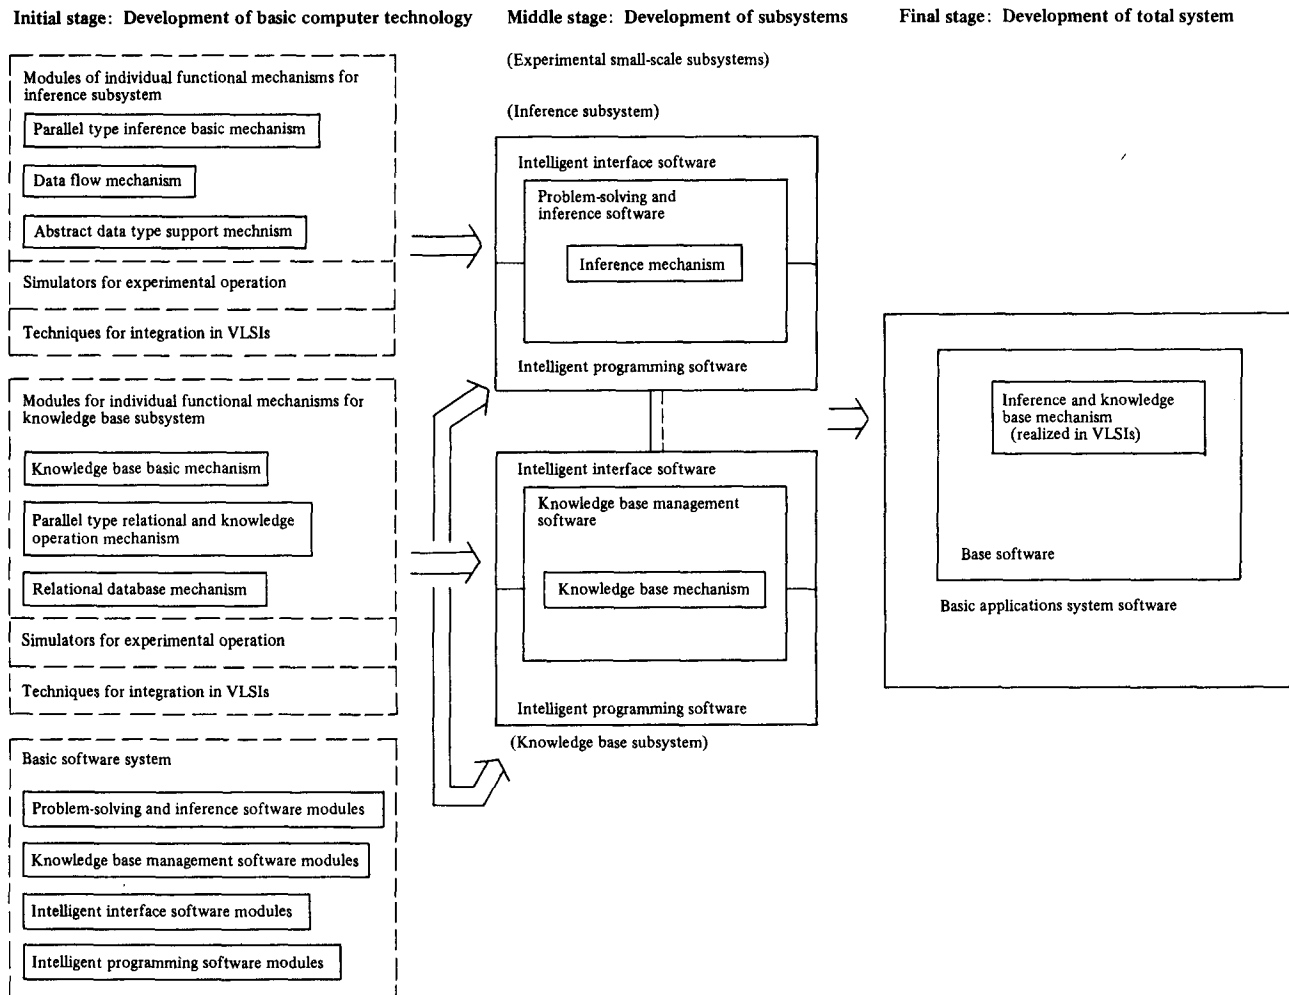 Initial stage: Development of basic computer technology
Modules of individual functional mechanisms for
inference subsystem
Parallel type inference basic mechanism
Data flow mechanism
Abstract data type support mechnism
Simulators for experimental operation
Techniques for integration in VLSIs
Modules for individual functional mechanisms for
knowledge base subsystem
Knowledge base basic mechanism
Parallel type relational and knowledge
operation mechanism
Relational database mechanism
Simulators for experimental operation
Techniques for integration in VLSIs
Basic software system
Problem-solving and inference software modules
Knowledge base management software modules
Intelligent interface software modules
Intelligent programming software modules
Middle stage: Development of subsystems
(Experimental small-scale subsystems)
(Inference subsystem)
Intelligent interface software
Problem-solving and
inference software
Inference mechanism
Intelligent programming software
Intelligent interface software
Knowledge base management
software
Knowledge base mechanism
Intelligent programming software
(Knowledge base subsystem)
Final stage: Development of total system
Inference and knowledge
base mechanism
(realized in VLSIs)
Base software
Basic applications system software